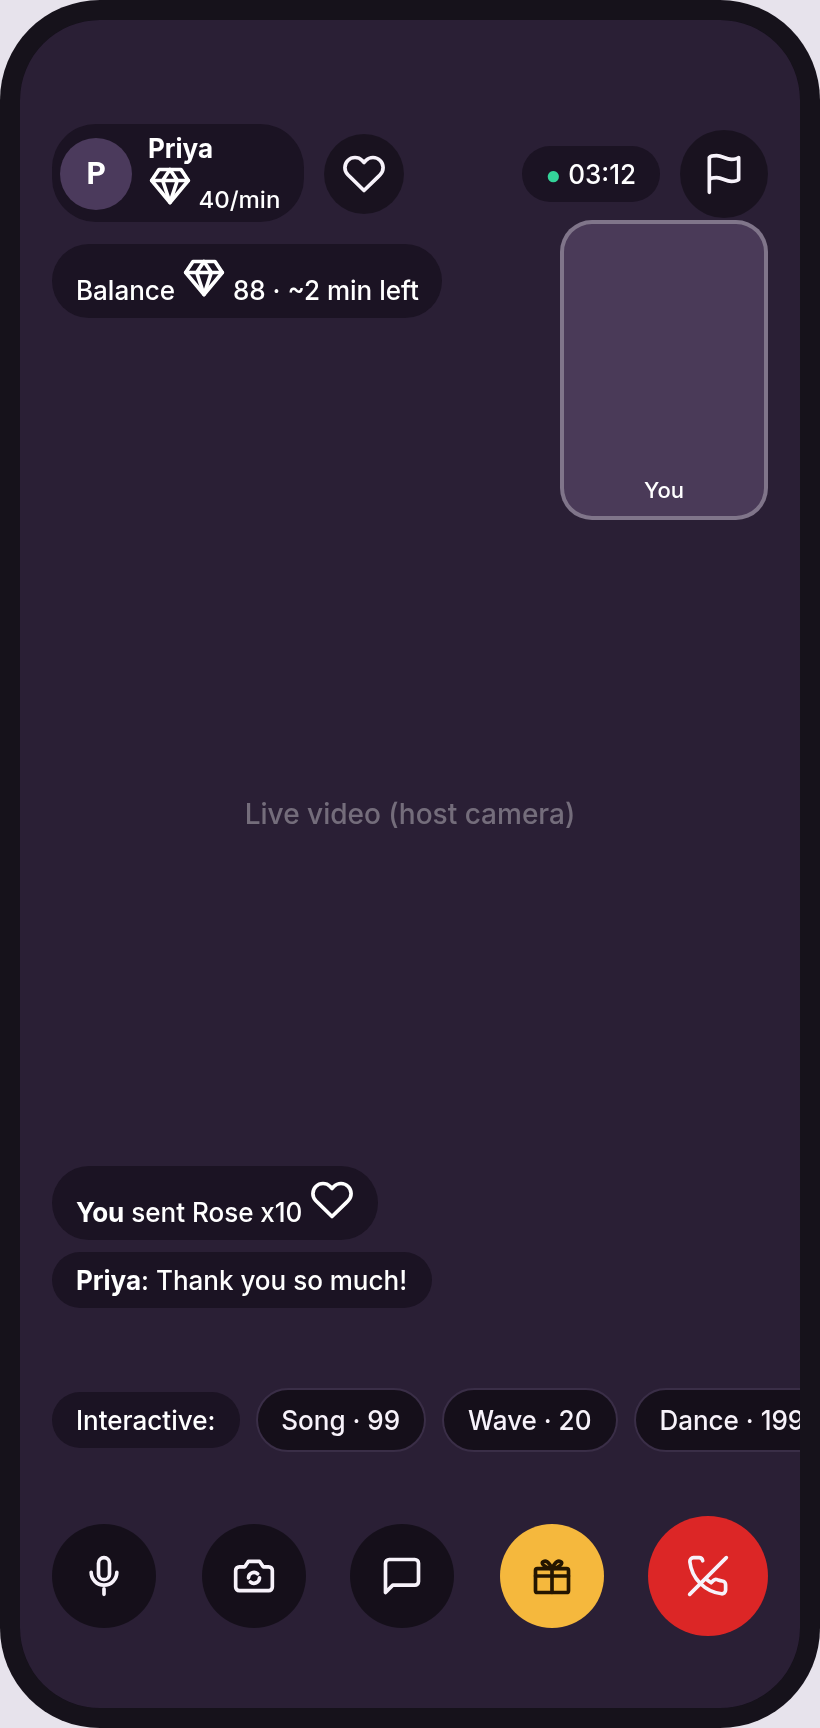 P
Priya
40/min
03:12
Balance 88 · ~2 min left
You
Live video (host camera)
You sent Rose x10
Priya: Thank you so much!
Interactive:
Song · 99
Wave · 20
Dance · 199